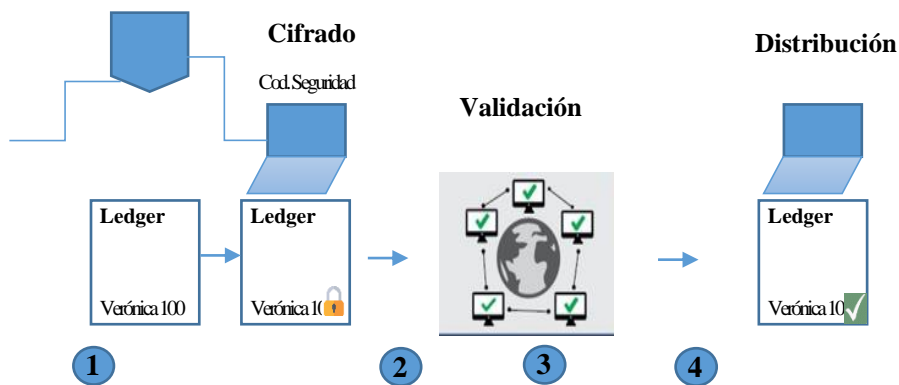 Cifrado
Cod. Seguridad
Validación
Distribución
Ledger
Verónica 100
Ledger
Verónica 10
Ledger
Verónica 10
1
2
3
4